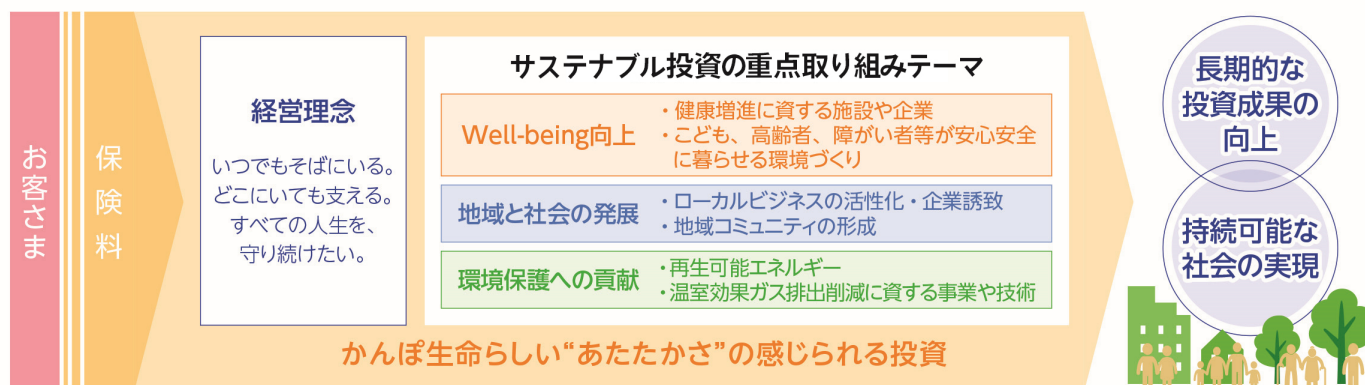 お客さま
保険料
経営理念
いつでもそばにいる。
どこにいても支える。
すべての人生を、
守り続けたい。
サステナブル投資の重点取り組みテーマ
Well-being向上
・健康増進に資する施設や企業
・こども、高齢者、障がい者等が安心安全
に暮らせる環境づくり
地域と社会の発展
・ローカルビジネスの活性化・企業誘致
・地域コミュニティの形成
環境保護への貢献
・再生可能エネルギー
・温室効果ガス排出削減に資する事業や技術
かんぽ生命らしい“あたたかさ”の感じられる投資
長期的な
投資成果の
向上
持続可能な
社会の実現